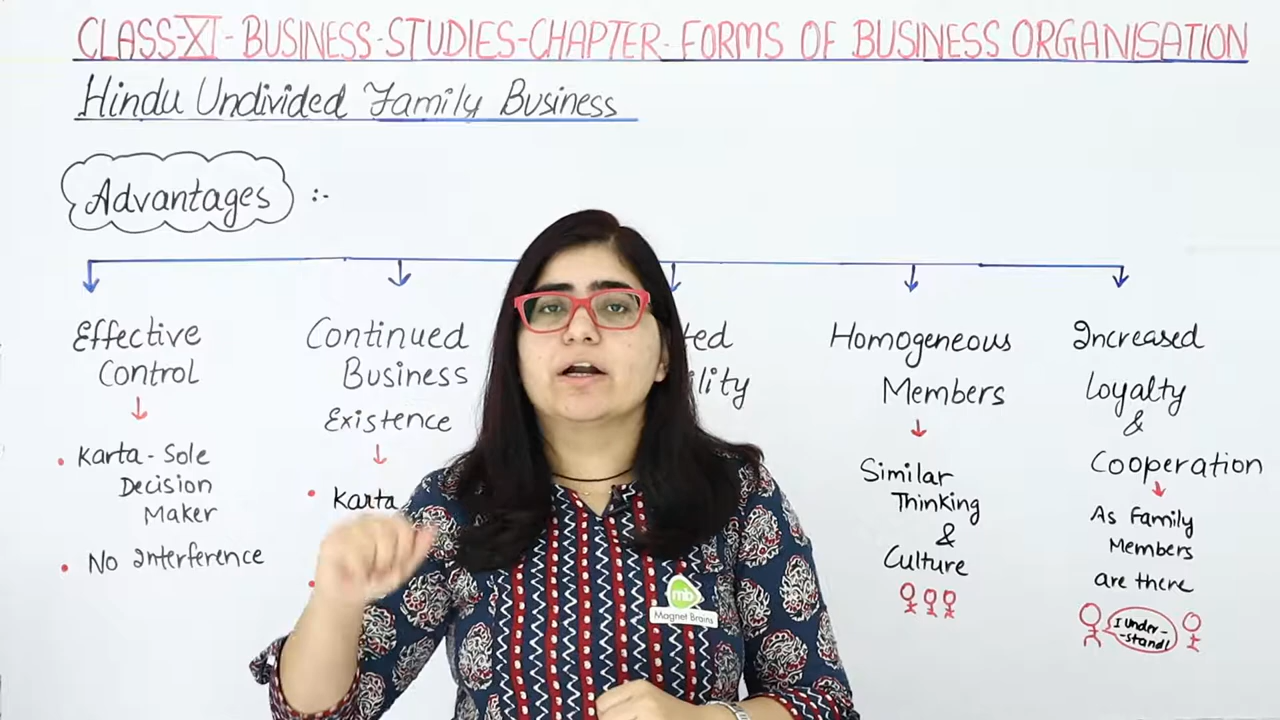 CLASS-XI- BUSINESS-STUDIES-CHAPTER- FORMS OF BUSINESS ORGANISATION
Hindu Undivided Family Business
Advantages :-
Effective
Control
Karta - Sole
Decision
Maker
No Interference
Continued
Business
Existence
Karta
Homogeneous
Members
Similar
Thinking
&
Culture
Increased
Loyalty
&
Cooperation
As Family
Members
are there
I under-
-stand!
mb
Magnet Brains